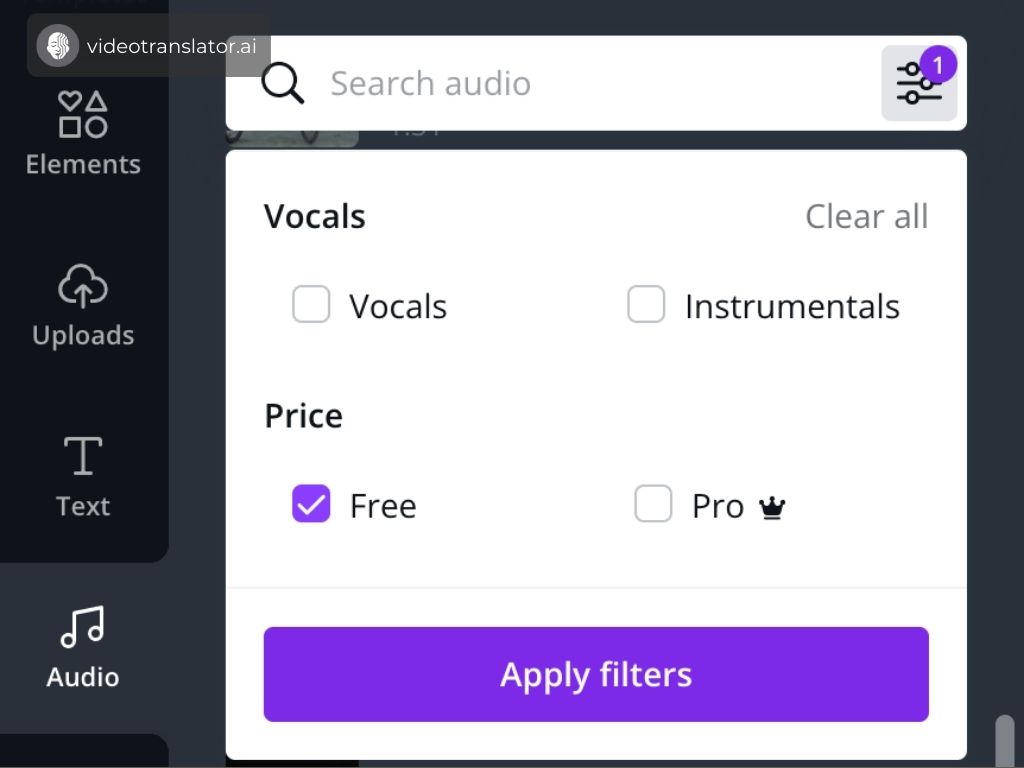 videotranslator.ai
Search audio
1
Elements
Vocals
Clear all
Vocals
Instrumentals
Uploads
Price
Text
Free
Pro
Audio
Apply filters